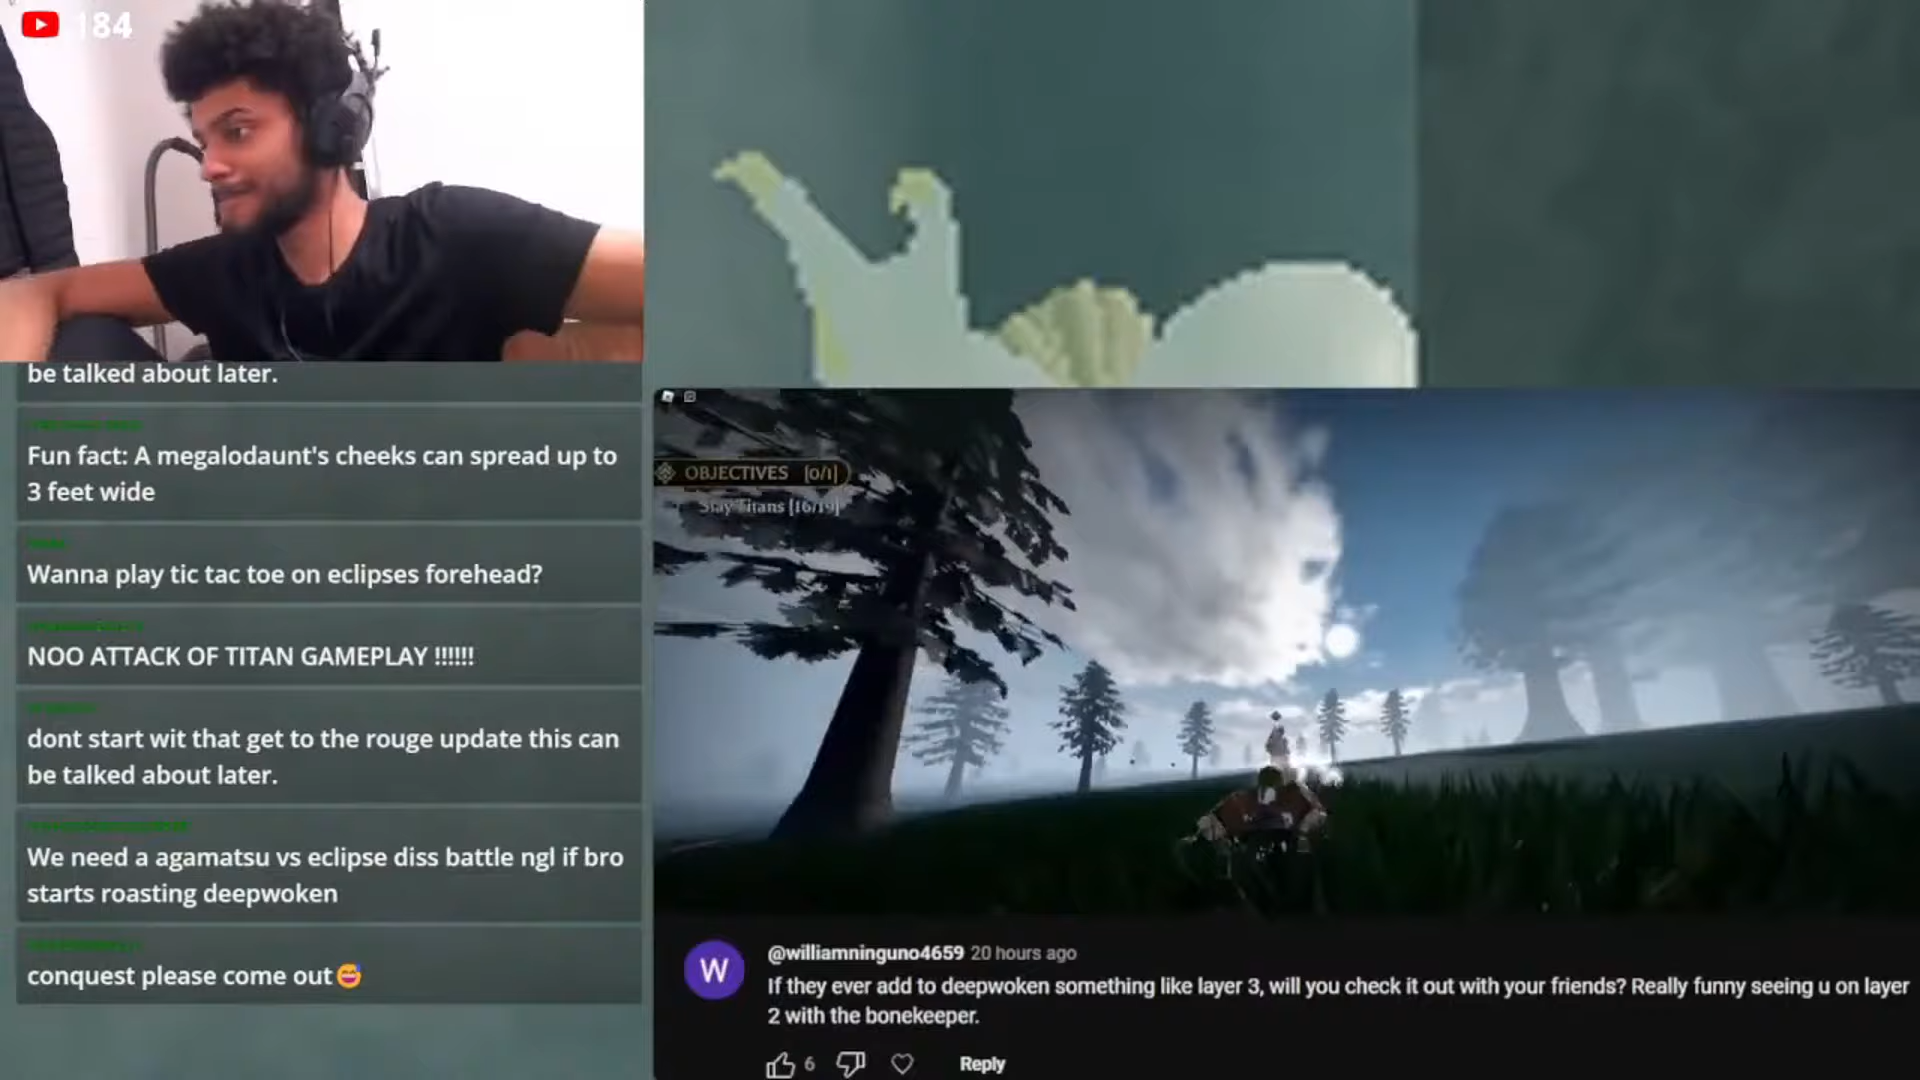 184
be talked about later.
Fun fact: A megalodaunt's cheeks can spread up to
3 feet wide
Wanna play tic tac toe on eclipses forehead?
NOO ATTACK OF TITAN GAMEPLAY !!!!!!
dont start wit that get to the rouge update this can
be talked about later.
We need a agamatsu vs eclipse diss battle ngl if bro
starts roasting deepwoken
conquest please come out😅
OBJECTIVES [0/1]
Slay Titans [16/19]
W
@williamninguno4659 20 hours ago
If they ever add to deepwoken something like layer 3, will you check it out with your friends? Really funny seeing u on layer
2 with the bonekeeper.
6
Reply